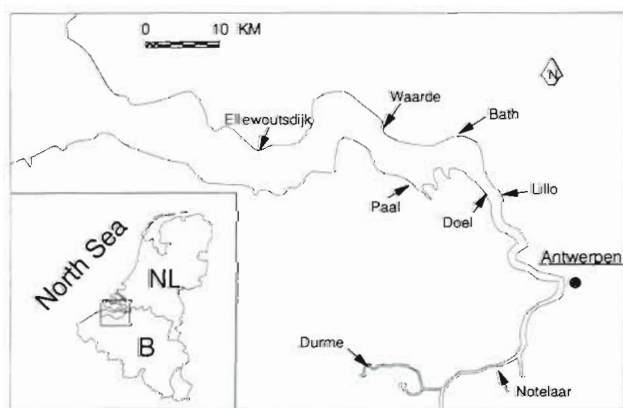 0 10 KM
N
Waarde
Bath
Ellewoutsdijk
Lillo
Paal
Doel
Antwerpen
North Sea
NL
B
Durme
Notelaar